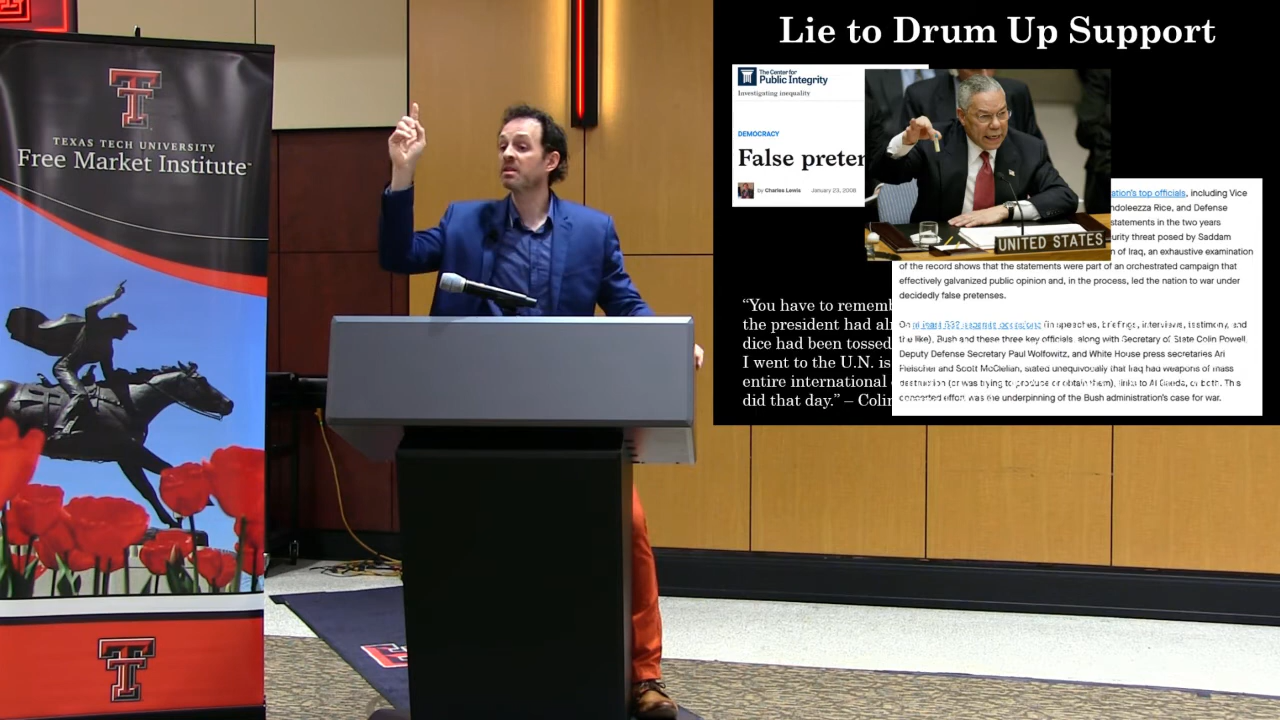 TEXAS TECH UNIVERSITY
Free Market Institute
Lie to Drum Up Support
The Center for
Public Integrity
Investigating inequality
DEMOCRACY
False preten
by Charles Lewis January 23, 2008
UNITED STATES
ation's top officials, including Vice
ndoleezza Rice, and Defense
statements in the two years
urity threat posed by Saddam
n of Iraq, an exhaustive examination
of the record shows that the statements were part of an orchestrated campaign that
effectively galvanized public opinion and, in the process, led the nation to war under
decidedly false pretenses.
On at least 532 separate occasions (in speeches, briefings, interviews, testimony, and
the like), Bush and these three key officials, along with Secretary of State Colin Powell,
Deputy Defense Secretary Paul Wolfowitz, and White House press secretaries Ari
Fleischer and Scott McClellan, stated unequivocally that Iraq had weapons of mass
destruction (or was trying to produce or obtain them), links to Al Qaeda, or both. This
concerted effort was the underpinning of the Bush administration's case for war.
“You have to rememb
the president had al
dice had been tossed
I went to the U.N. is
entire international
did that day.” – Colin